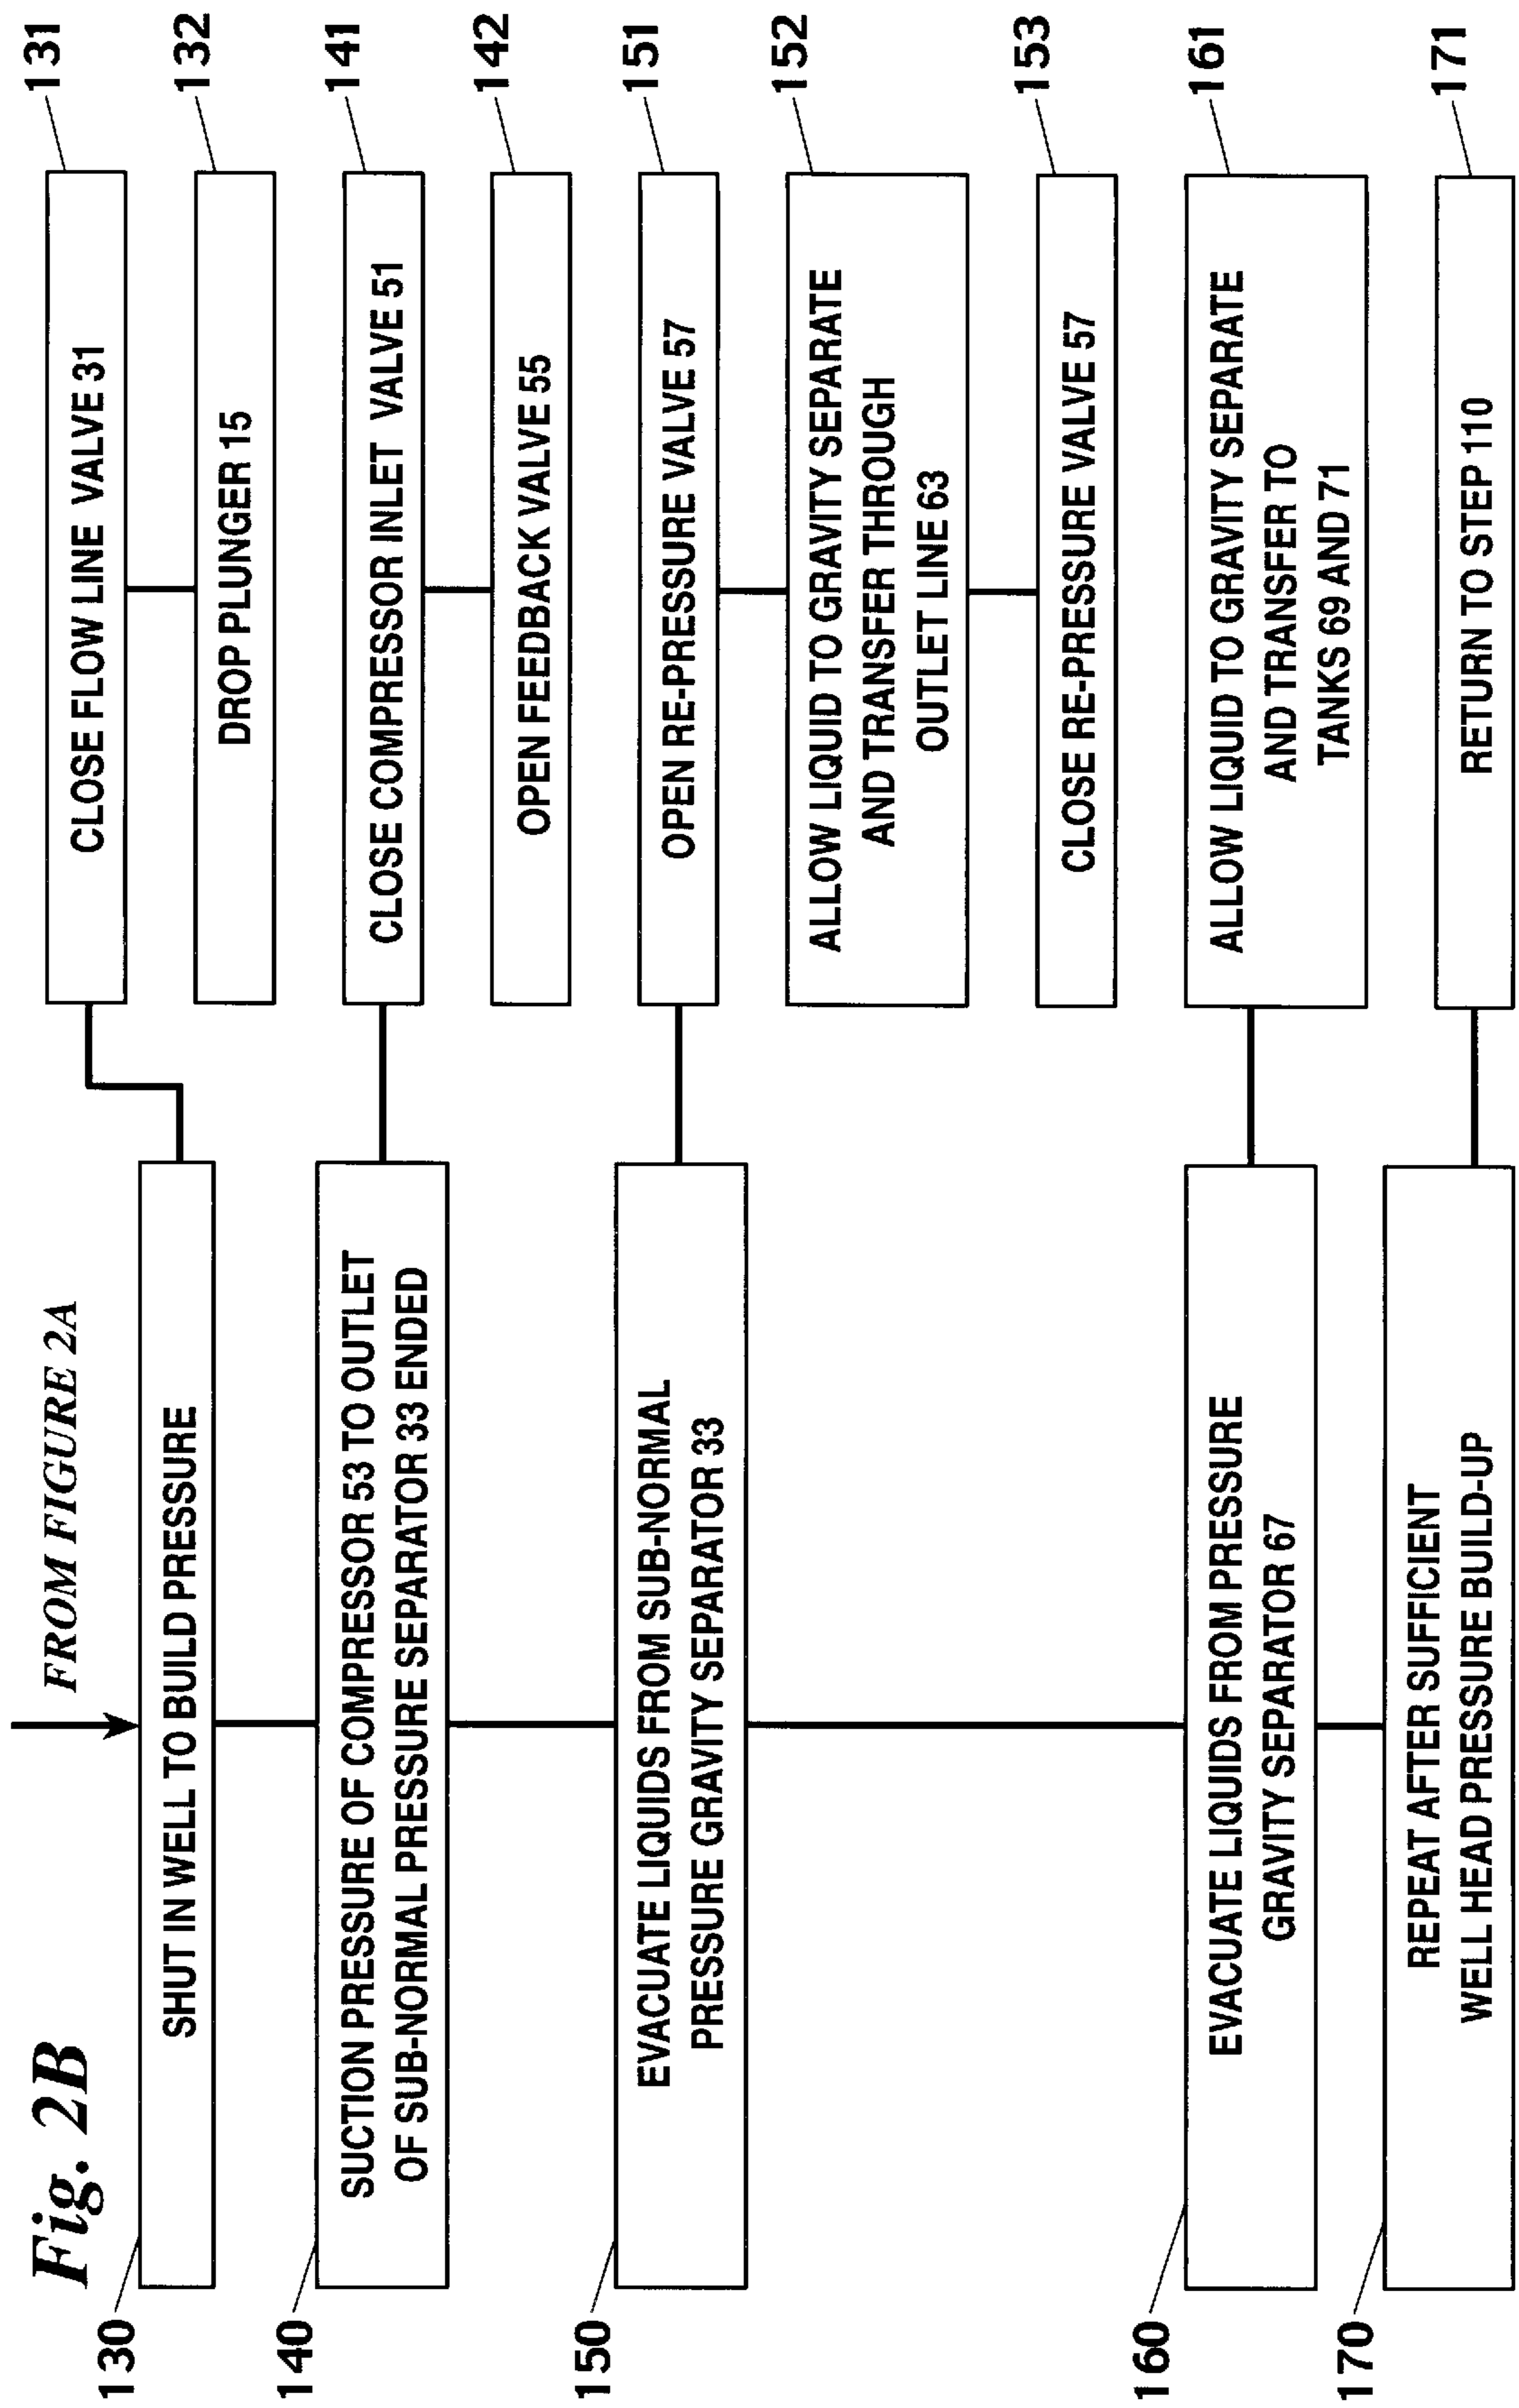 Fig. 2B
FROM FIGURE 2A
130
SHUT IN WELL TO BUILD PRESSURE
131
CLOSE FLOW LINE VALVE 31
132
DROP PLUNGER 15
140
SUCTION PRESSURE OF COMPRESSOR 53 TO OUTLET
OF SUB-NORMAL PRESSURE SEPARATOR 33 ENDED
141
CLOSE COMPRESSOR INLET VALVE 51
142
OPEN FEEDBACK VALVE 55
150
EVACUATE LIQUIDS FROM SUB-NORMAL
PRESSURE GRAVITY SEPARATOR 33
151
OPEN RE-PRESSURE VALVE 57
152
ALLOW LIQUID TO GRAVITY SEPARATE
AND TRANSFER THROUGH
OUTLET LINE 63
153
CLOSE RE-PRESSURE VALVE 57
160
EVACUATE LIQUIDS FROM PRESSURE
GRAVITY SEPARATOR 67
161
ALLOW LIQUID TO GRAVITY SEPARATE
AND TRANSFER TO
TANKS 69 AND 71
170
REPEAT AFTER SUFFICIENT
WELL HEAD PRESSURE BUILD-UP
171
RETURN TO STEP 110